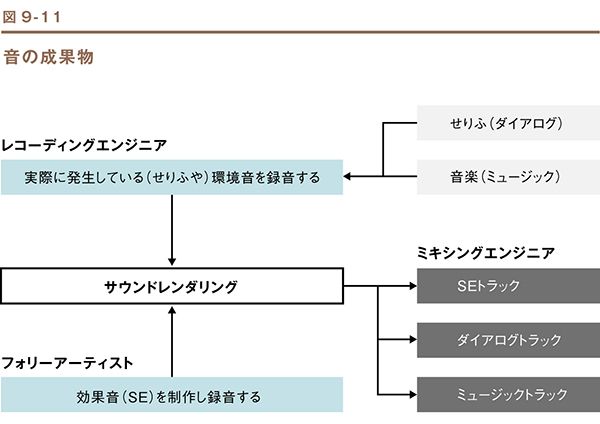 図9-11
音の成果物
せりふ（ダイアログ）
レコーディングエンジニア
実際に発生している（せりふや）環境音を録音する
音楽（ミュージック）
ミキシングエンジニア
サウンドレンダリング
SEトラック
ダイアログトラック
フォリーアーティスト
効果音（SE）を制作し録音する
ミュージックトラック